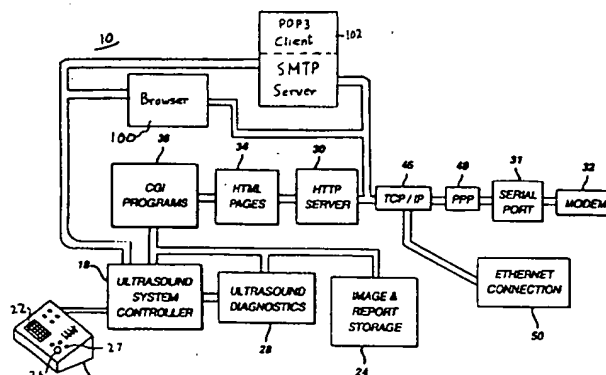 10
POP3
Client
102
SMTP
Server
Browser
100
36
34
30
46
48
31
32
CGI
PROGRAMS
HTML
PAGES
HTTP
SERVER
TCP / IP
PPP
SERIAL
PORT
MODEM
18
ULTRASOUND
SYSTEM
CONTROLLER
ULTRASOUND
DIAGNOSTICS
28
IMAGE &
REPORT
STORAGE
24
ETHERNET
CONNECTION
50
22
27
26